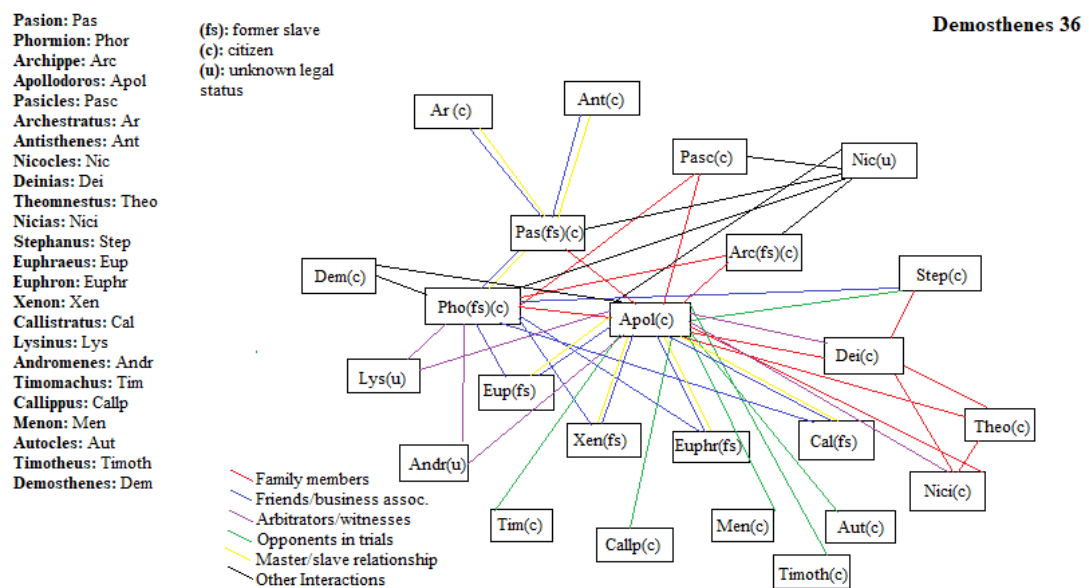 Demosthenes 36
Pasion: Pas
Phormion: Phor
Archippe: Arc
Apollodoros: Apol
Pasicles: Pasc
Archestratus: Ar
Antisthenes: Ant
Nicocles: Nic
Deinias: Dei
Theomnestus: Theo
Nicias: Nici
Stephanus: Step
Euphraeus: Eup
Euphron: Euphr
Xenon: Xen
Callistratus: Cal
Lysinus: Lys
Andromenes: Andr
Timomachus: Tim
Callippus: Callp
Menon: Men
Autocles: Aut
Timotheus: Timoth
Demosthenes: Dem
(fs): former slave
(c): citizen
(u): unknown legal
status
Ar (c)
Ant(c)
Pasc(c)
Nic(u)
Pas(fs)(c)
Arc(fs)(c)
Dem(c)
Step(c)
Pho(fs)(c)
Apol(c)
Dei(c)
Lys(u)
Eup(fs)
Theo(c)
Xen(fs)
Euphr(fs)
Cal(fs)
Andr(u)
Nici(c)
Tim(c)
Callp(c)
Men(c)
Aut(c)
Timoth(c)
Family members
Friends/business assoc.
Arbitrators/witnesses
Opponents in trials
Master/slave relationship
Other Interactions